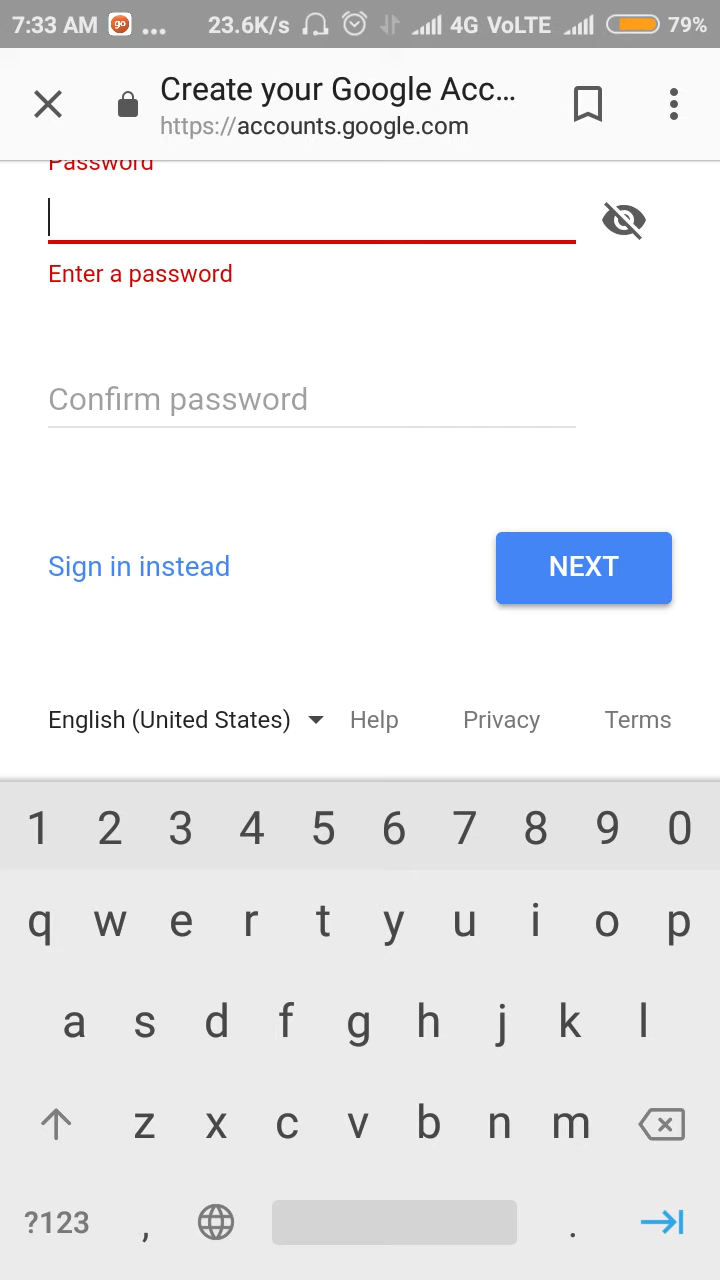 7:33 AM go ... 23.6K/s 4G VoLTE 79%
Create your Google Acc...
https://accounts.google.com
Password
Enter a password
Confirm password
Sign in instead NEXT
English (United States) Help Privacy Terms
1 2 3 4 5 6 7 8 9 0
q w e r t y u i o p
a s d f g h j k l
z x c v b n m
?123 , .